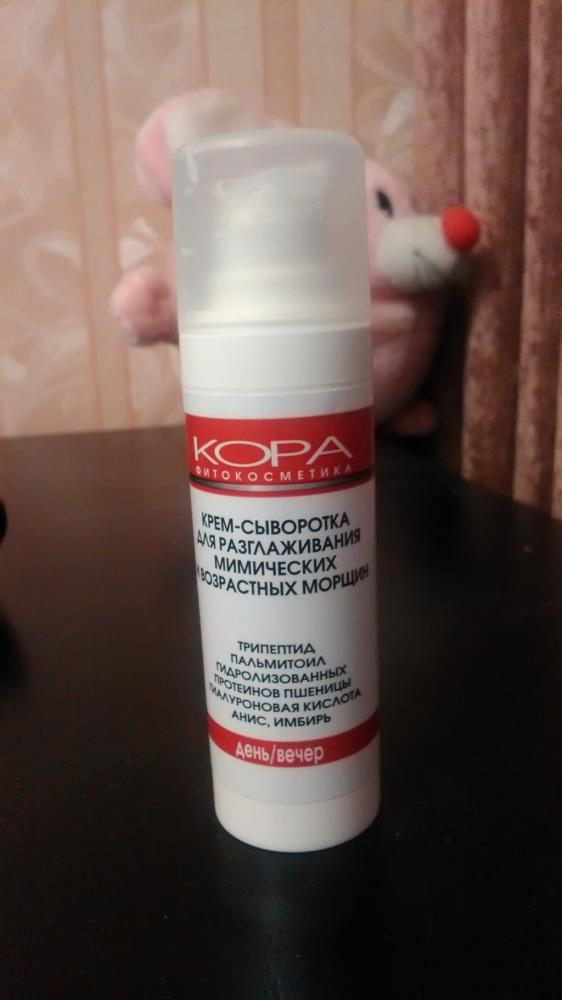 КОРА
ФИТОКОСМЕТИКА
КРЕМ-СЫВОРОТКА
ДЛЯ РАЗГЛАЖИВАНИЯ
МИМИЧЕСКИХ
И ВОЗРАСТНЫХ МОРЩИН
ТРИПЕПТИД
ПАЛЬМИТОИЛ
ГИДРОЛИЗОВАННЫХ
ПРОТЕИНОВ ПШЕНИЦЫ
ГИАЛУРОНОВАЯ КИСЛОТА
АНИС, ИМБИРЬ
день/вечер